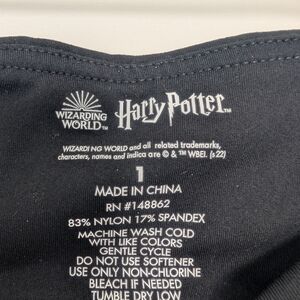 WIZARDING
WORLD™
Harry Potter™
WIZARDING WORLD and all related trademarks,
characters, names and indicia are © & ™ WBEI. (s22)
1
MADE IN CHINA
RN #148862
83% NYLON 17% SPANDEX
MACHINE WASH COLD
WITH LIKE COLORS
GENTLE CYCLE
DO NOT USE SOFTENER
USE ONLY NON-CHLORINE
BLEACH IF NEEDED
TUMBLE DRY LOW